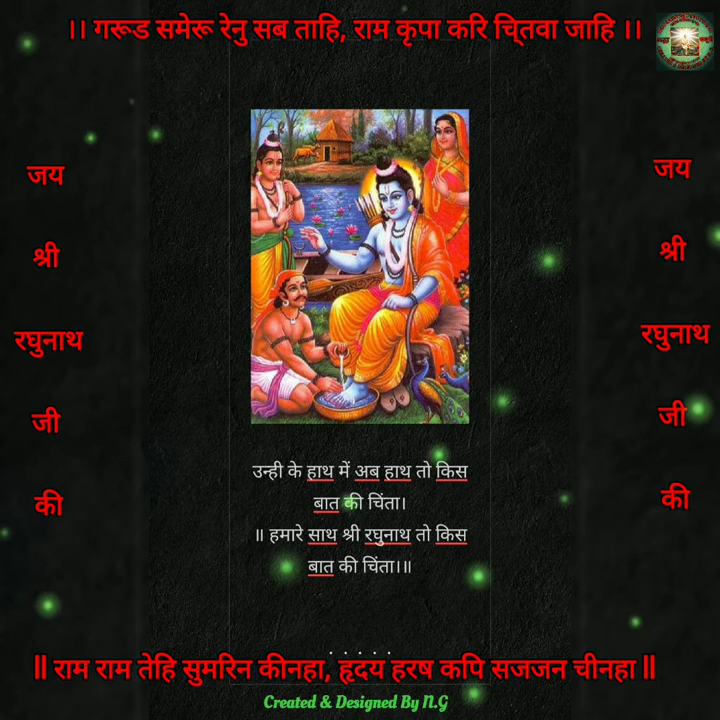 ।। गरूड समेरू रेनु सब ताहि, राम कृपा करि चि्तवा जाहि ।।
जय
श्री
रघुनाथ
जी
की
जय
श्री
रघुनाथ
जी
की
उन्ही के हाथ में अब हाथ तो किस
बात की चिंता।
॥ हमारे साथ श्री रघुनाथ तो किस
बात की चिंता।॥
. . . . .
॥ राम राम तेहि सुमरिन कीनहा, हृदय हरष कपि सजजन चीनहा ॥
Created & Designed By N.G